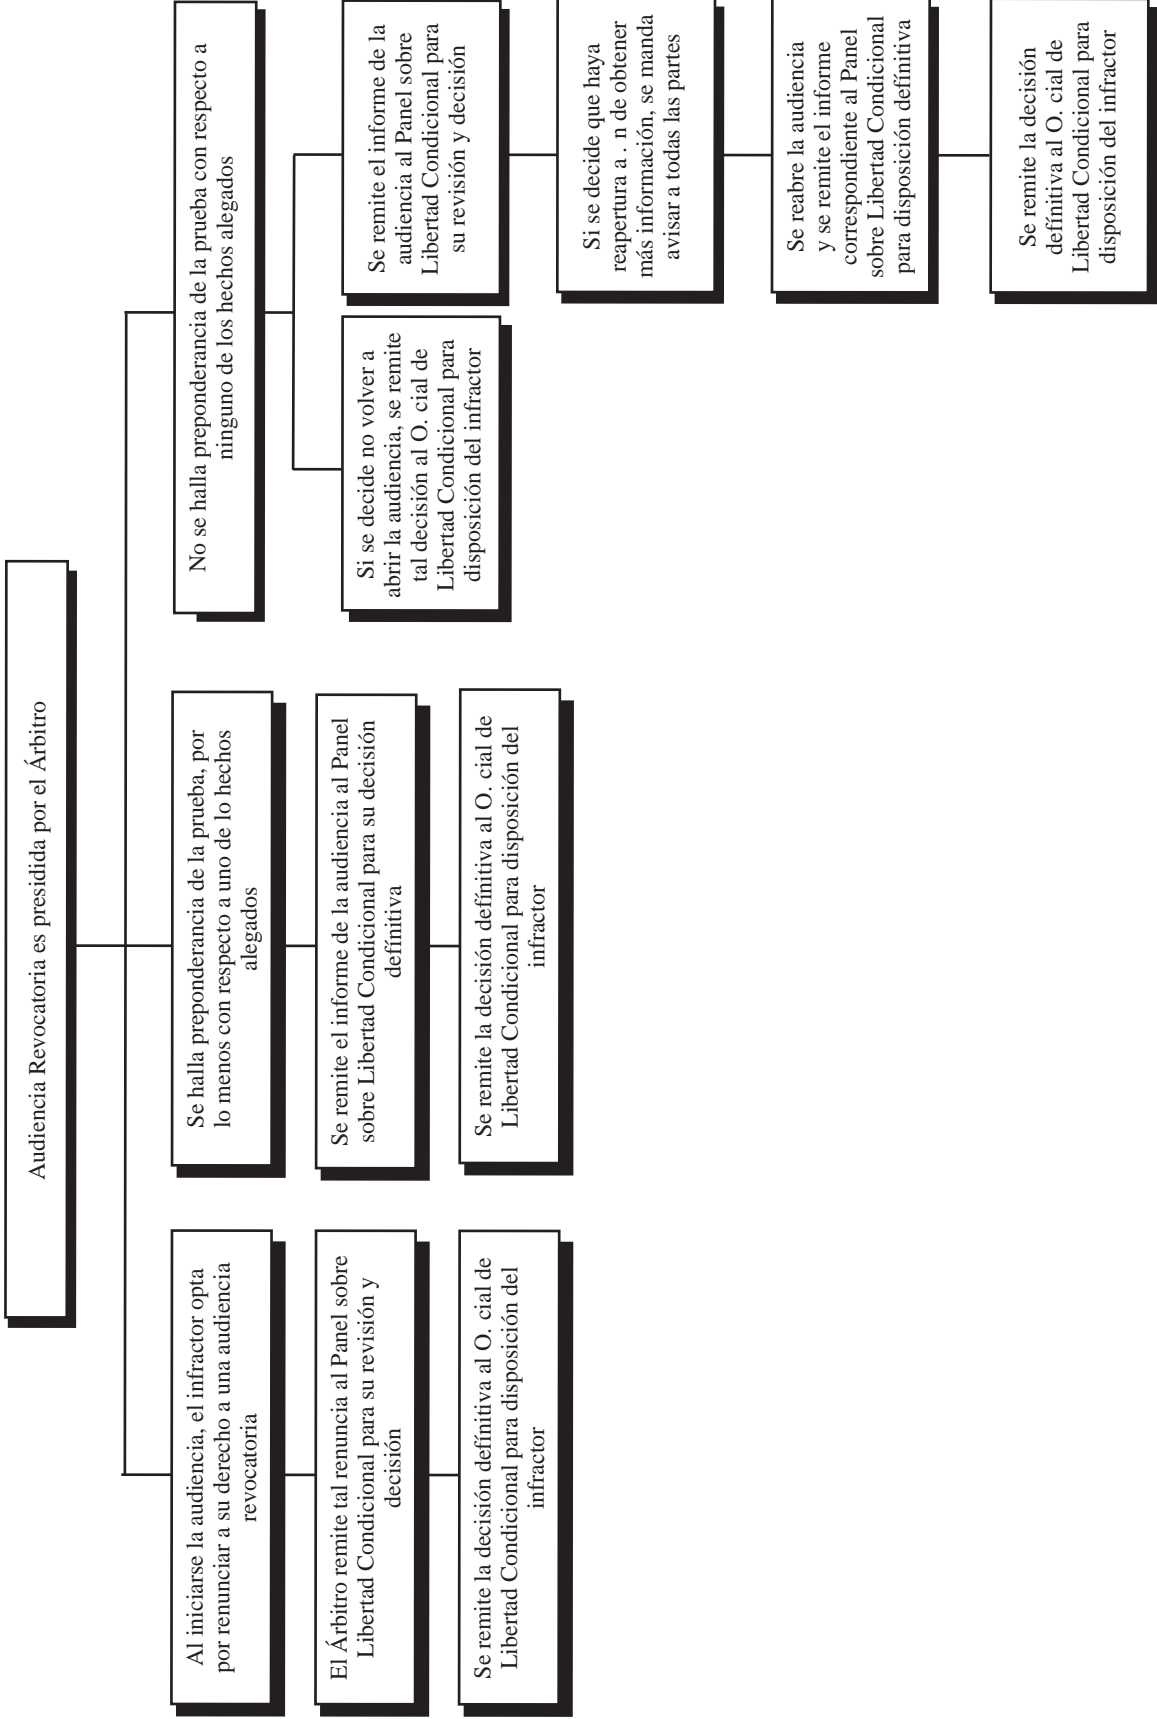 Audiencia Revocatoria es presidida por el Árbitro
Al iniciarse la audiencia, el infractor opta
por renunciar a su derecho a una audiencia
revocatoria
El Árbitro remite tal renuncia al Panel sobre
Libertad Condicional para su revisión y
decisión
Se remite la decisión defínitiva al O. cial de
Libertad Condicional para disposición del
infractor
Se halla preponderancia de la prueba, por
lo menos con respecto a uno de lo hechos
alegados
Se remite el informe de la audiencia al Panel
sobre Libertad Condicional para su decisión
defínitiva
Se remite la decisión defínitiva al O. cial de
Libertad Condicional para disposición del
infractor
No se halla preponderancia de la prueba con respecto a
ninguno de los hechos alegados
Si se decide no volver a
abrir la audiencia, se remite
tal decisión al O. cial de
Libertad Condicional para
disposición del infractor
Se remite el informe de la
audiencia al Panel sobre
Libertad Condicional para
su revisión y decisión
Si se decide que haya
reapertura a . n de obtener
más información, se manda
avisar a todas las partes
Se reabre la audiencia
y se remite el informe
correspondiente al Panel
sobre Libertad Condicional
para disposición defínitiva
Se remite la decisión
defínitiva al O. cial de
Libertad Condicional para
disposición del infractor